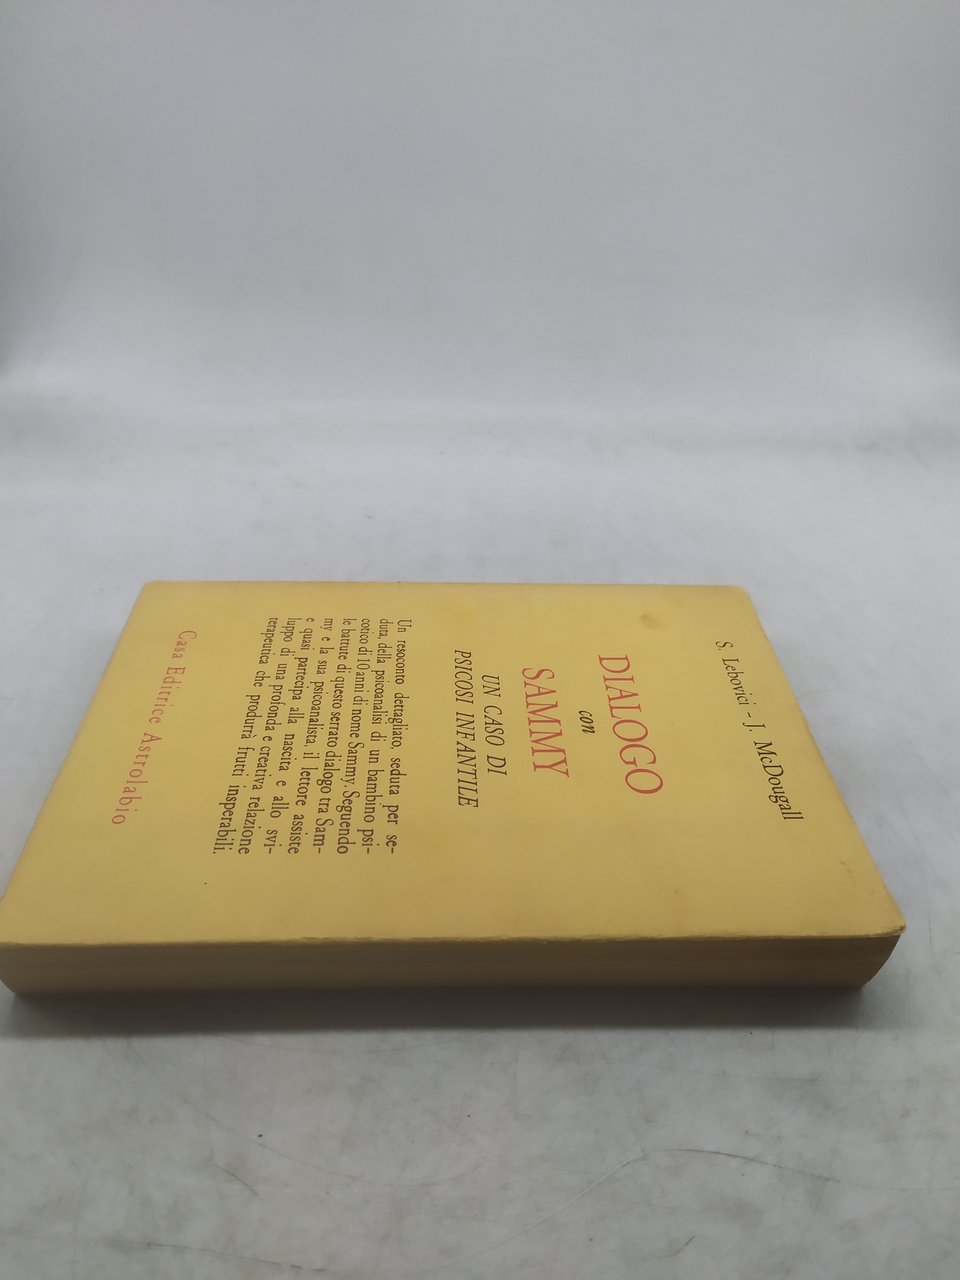 S. Lebovici - J. McDougall
DIALOGO
con
SAMMY
UN CASO DI
PSICOSI INFANTILE
Un resoconto dettagliato, seduta per se-
duta, della psicoanalisi di un bambino psi-
cotico di 10 anni di nome Sammy. Seguendo
le battute di questo serrato dialogo tra Sam-
my e la sua psicoanalista, il lettore assiste
e quasi partecipa alla nascita e allo svi-
luppo di una profonda e creativa relazione
terapeutica che produrrà frutti insperabili.
Casa Editrice Astrolabio